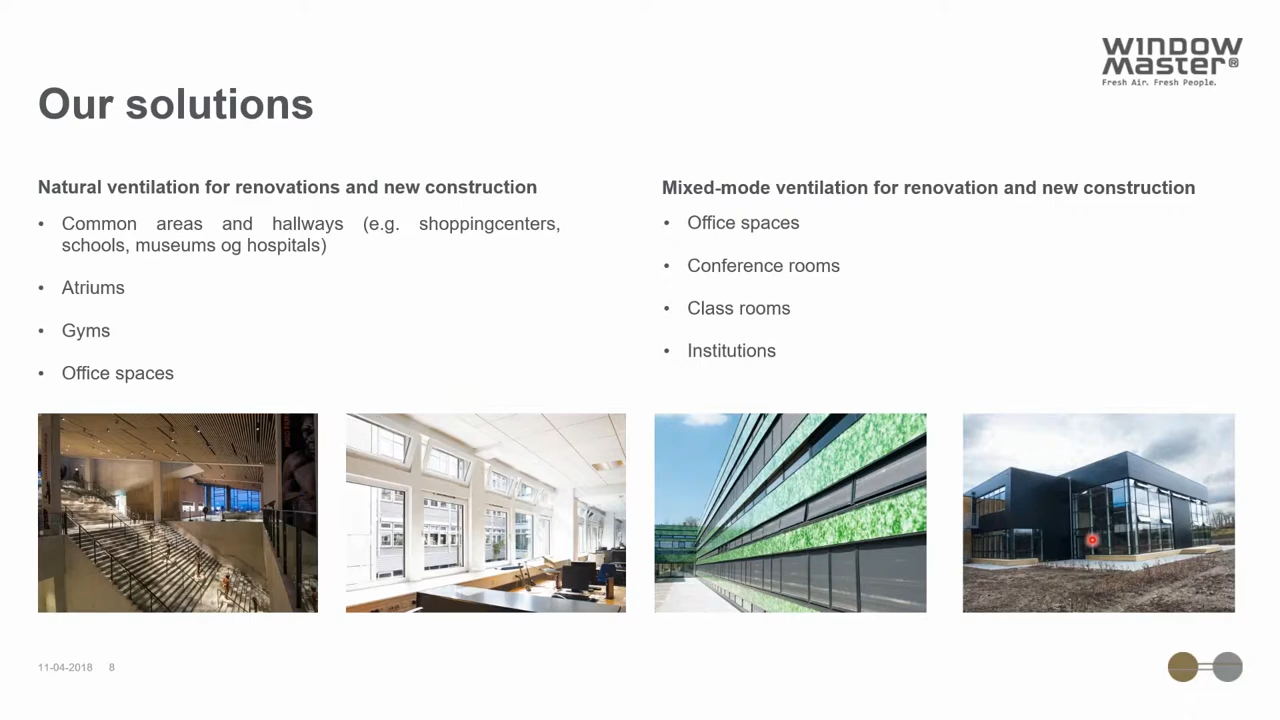 WINDOW
Master®
Fresh Air. Fresh People.
Our solutions
Natural ventilation for renovations and new construction
• Common areas and hallways (e.g. shoppingcenters,
schools, museums og hospitals)
• Atriums
• Gyms
• Office spaces
Mixed-mode ventilation for renovation and new construction
• Office spaces
• Conference rooms
• Class rooms
• Institutions
11-04-2018 8